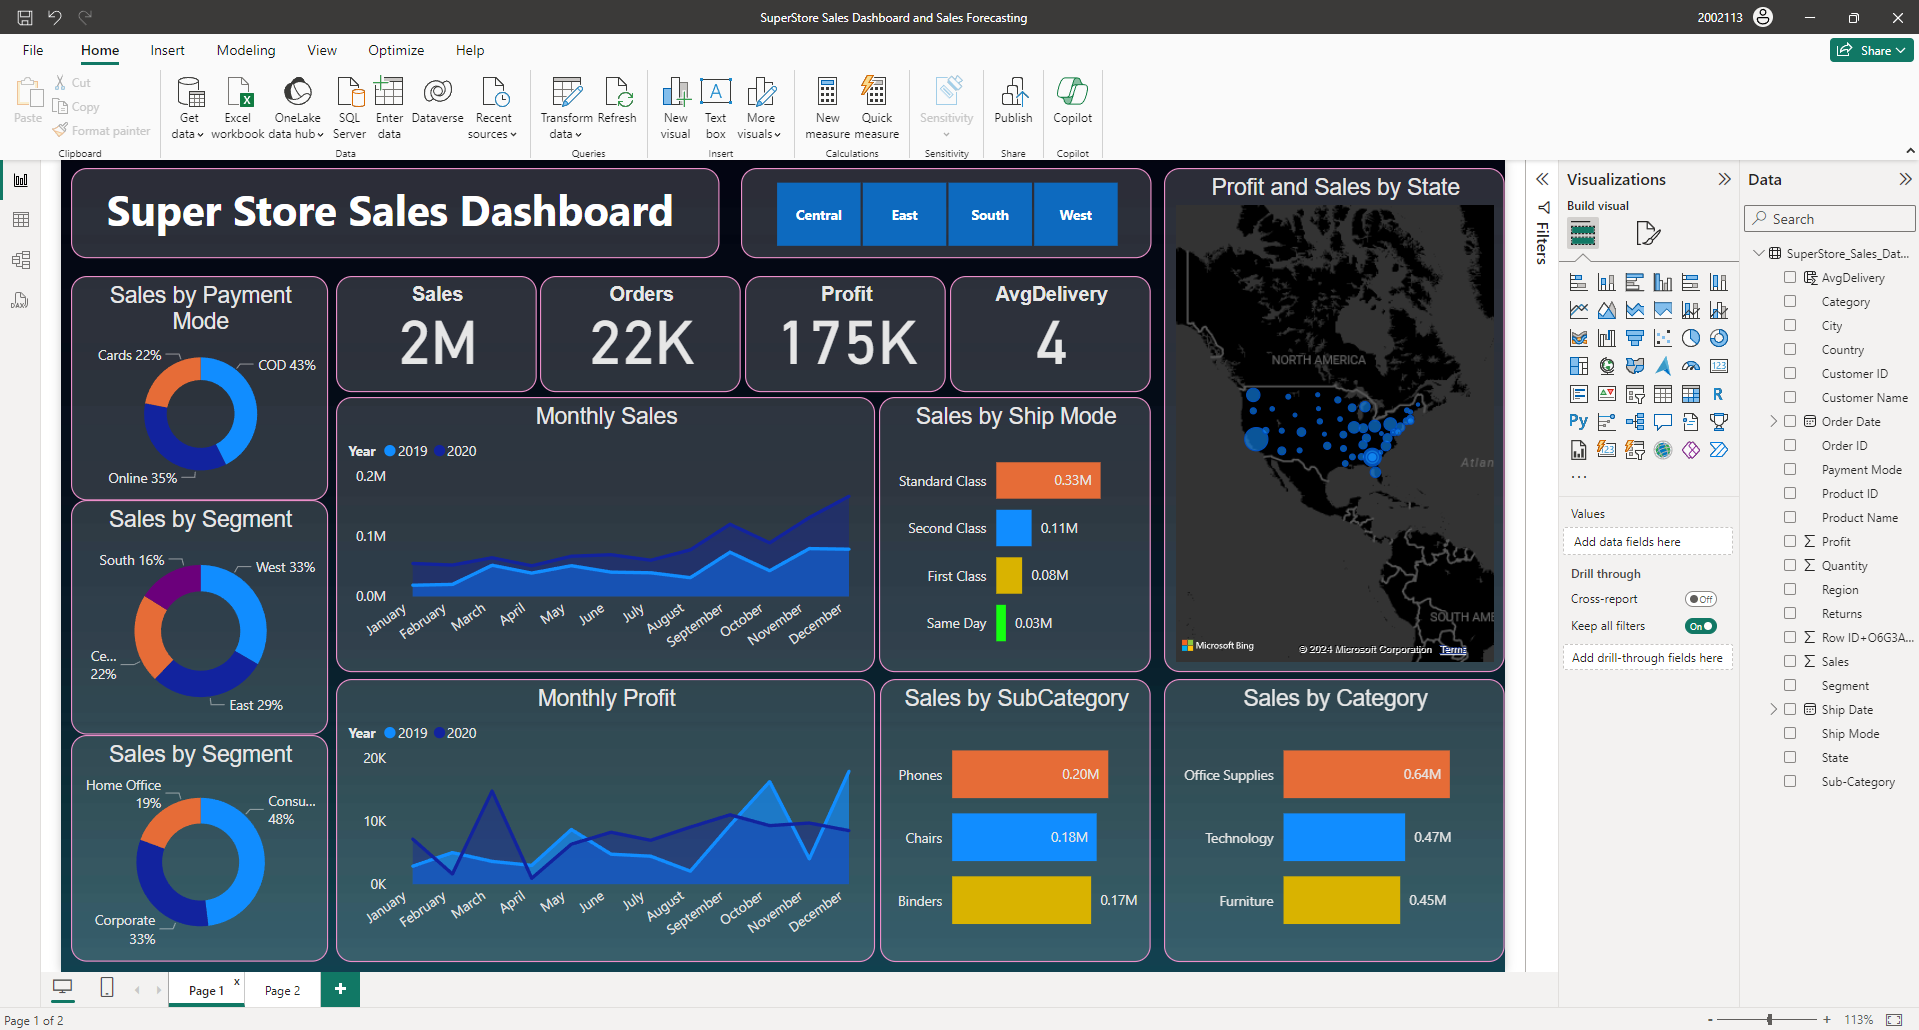 SuperStore Sales Dashboard and Sales Forecasting
2002113
File
Home
Insert
Modeling
View
Optimize
Help
Share
Paste
Cut
Copy
Format painter
Clipboard
Get
data
Excel
workbook
OneLake
data hub
SQL
Server
Enter
data
Dataverse
Recent
sources
Data
Transform
data
Refresh
Queries
New
visual
Text
box
More
visuals
Insert
New
measure
Quick
measure
Calculations
Sensitivity
Sensitivity
Publish
Share
Copilot
Copilot
Super Store Sales Dashboard
Central
East
South
West
Sales by Payment
Mode
Cards 22%
COD 43%
Online 35%
Sales
2M
Orders
22K
Profit
175K
AvgDelivery
4
Profit and Sales by State
NORTH AMERICA
Atlan
SOUTH AME
Microsoft Bing
© 2024 Microsoft Corporation
Terms
Sales by Segment
South 16%
West 33%
Ce...
22%
East 29%
Monthly Sales
Year
2019
2020
0.2M
0.1M
0.0M
January
February
March
April
May
June
July
August
September
October
November
December
Sales by Ship Mode
Standard Class
0.33M
Second Class
0.11M
First Class
0.08M
Same Day
0.03M
Sales by Segment
Home Office
19%
Consu...
48%
Corporate
33%
Monthly Profit
Year
2019
2020
20K
10K
0K
January
February
March
April
May
June
July
August
September
October
November
December
Sales by SubCategory
Phones
0.20M
Chairs
0.18M
Binders
0.17M
Sales by Category
Office Supplies
0.64M
Technology
0.47M
Furniture
0.45M
Filters
Visualizations
Build visual
123
R
Py
123
...
Values
Add data fields here
Drill through
Cross-report
Off
Keep all filters
On
Add drill-through fields here
Data
Search
SuperStore_Sales_Dat...
AvgDelivery
Category
City
Country
Customer ID
Customer Name
Order Date
Order ID
Payment Mode
Product ID
Product Name
Profit
Quantity
Region
Returns
Row ID+O6G3A...
Sales
Segment
Ship Date
Ship Mode
State
Sub-Category
DAX
Page 1
x
Page 2
+
Page 1 of 2
-
+
113%